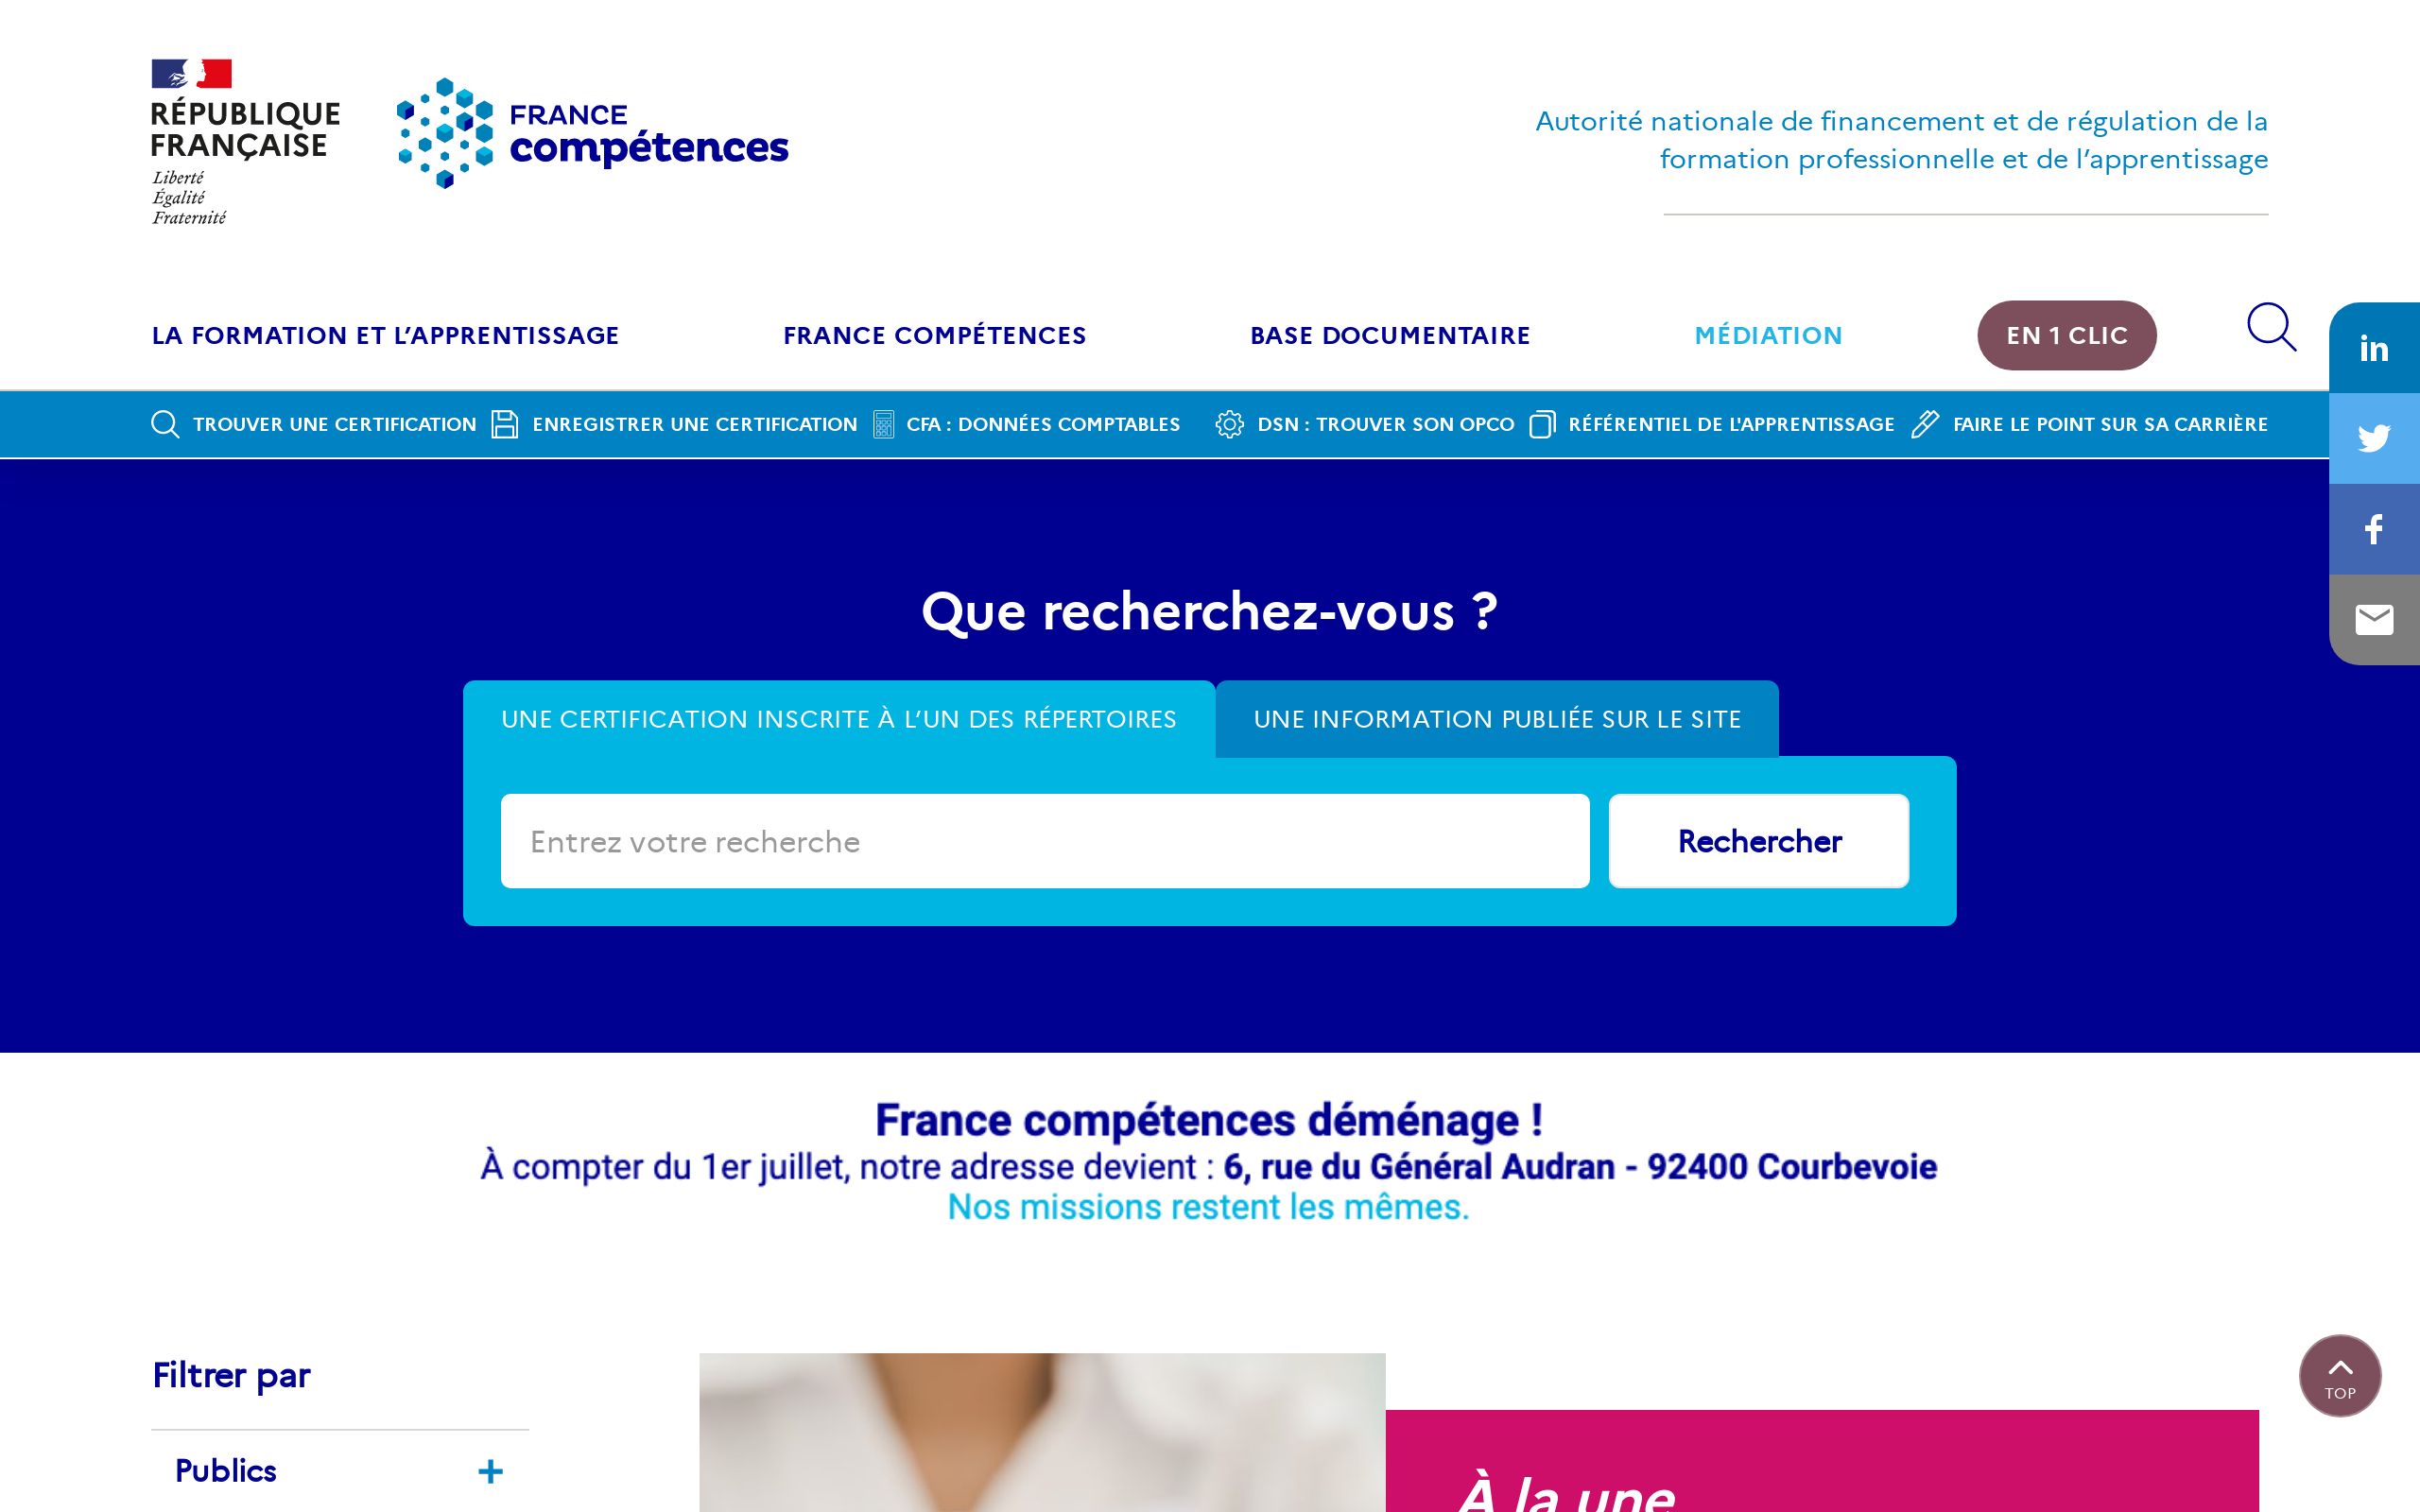 RÉPUBLIQUE
FRANÇAISE
Liberté
Égalité
Fraternité
FRANCE
compétences
Autorité nationale de financement et de régulation de la
formation professionnelle et de l’apprentissage
LA FORMATION ET L’APPRENTISSAGE
FRANCE COMPÉTENCES
BASE DOCUMENTAIRE
MÉDIATION
EN 1 CLIC
in
f
TROUVER UNE CERTIFICATION
ENREGISTRER UNE CERTIFICATION
CFA : DONNÉES COMPTABLES
DSN : TROUVER SON OPCO
RÉFÉRENTIEL DE L'APPRENTISSAGE
FAIRE LE POINT SUR SA CARRIÈRE
Que recherchez-vous ?
UNE CERTIFICATION INSCRITE À L’UN DES RÉPERTOIRES
UNE INFORMATION PUBLIÉE SUR LE SITE
Entrez votre recherche
Rechercher
France compétences déménage !
À compter du 1er juillet, notre adresse devient : 6, rue du Général Audran - 92400 Courbevoie
Nos missions restent les mêmes.
Filtrer par
Publics
+
À la une
TOP